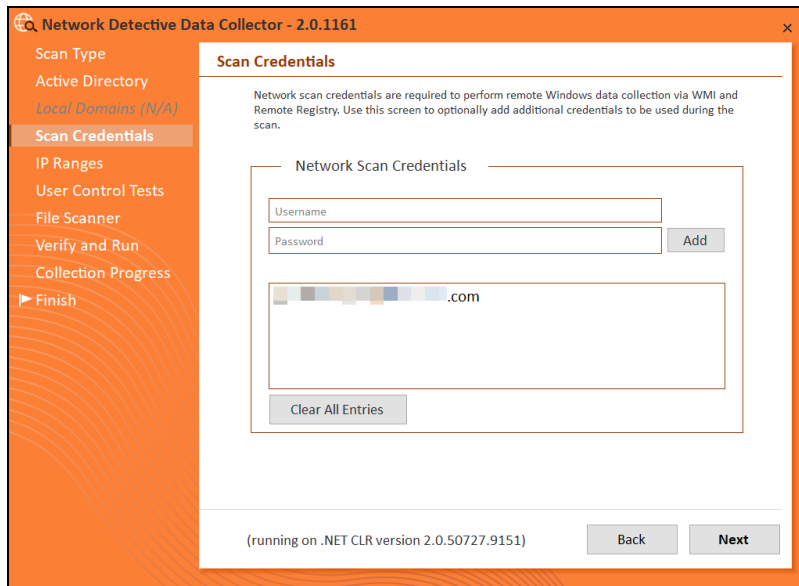 Network Detective Data Collector - 2.0.1161
×
Scan Type
Active Directory
Local Domains (N/A)
Scan Credentials
IP Ranges
User Control Tests
File Scanner
Verify and Run
Collection Progress
Finish
Scan Credentials
Network scan credentials are required to perform remote Windows data collection via WMI and
Remote Registry. Use this screen to optionally add additional credentials to be used during the
scan.
Network Scan Credentials
Username
Password
Add
.com
Clear All Entries
(running on .NET CLR version 2.0.50727.9151)
Back
Next